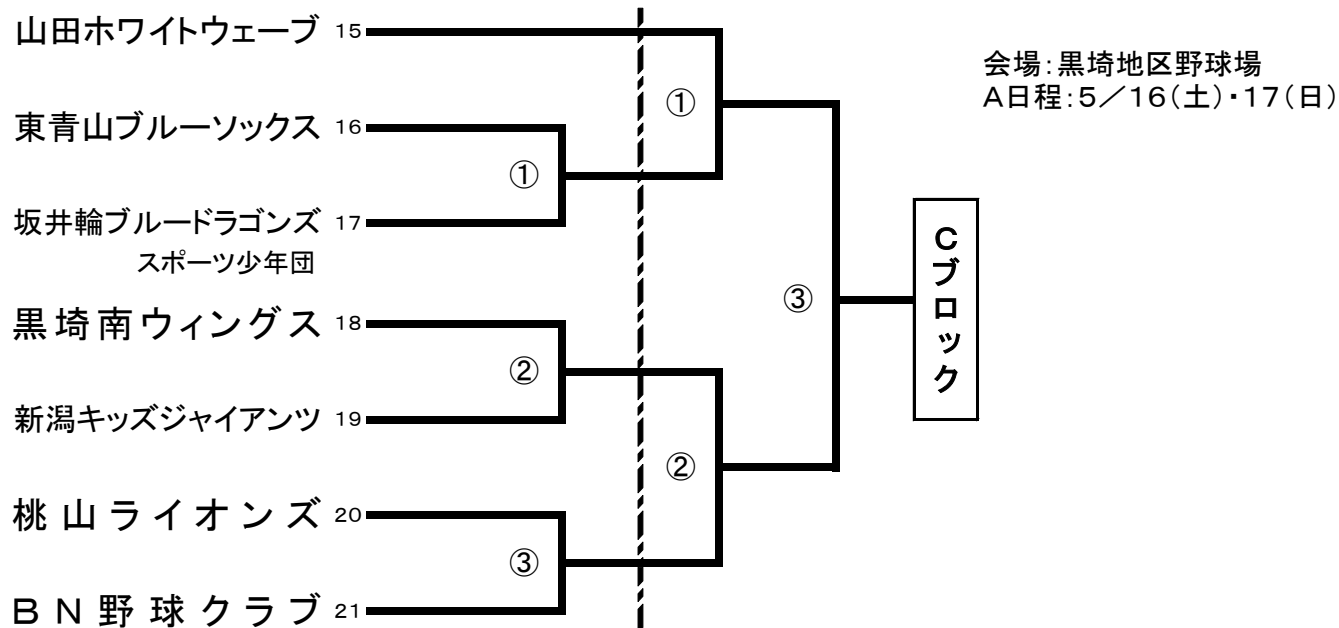 山田ホワイトウェーブ 15
会場:黒埼地区野球場
A日程:5/16(土)・17(日)
①
東青山ブルーソックス 16
①
坂井輪ブルードラゴンズ 17
スポーツ少年団
Cブロック
③
黒埼南ウィングス 18
②
新潟キッズジャイアンツ 19
②
桃山ライオンズ 20
③
BN野球クラブ 21